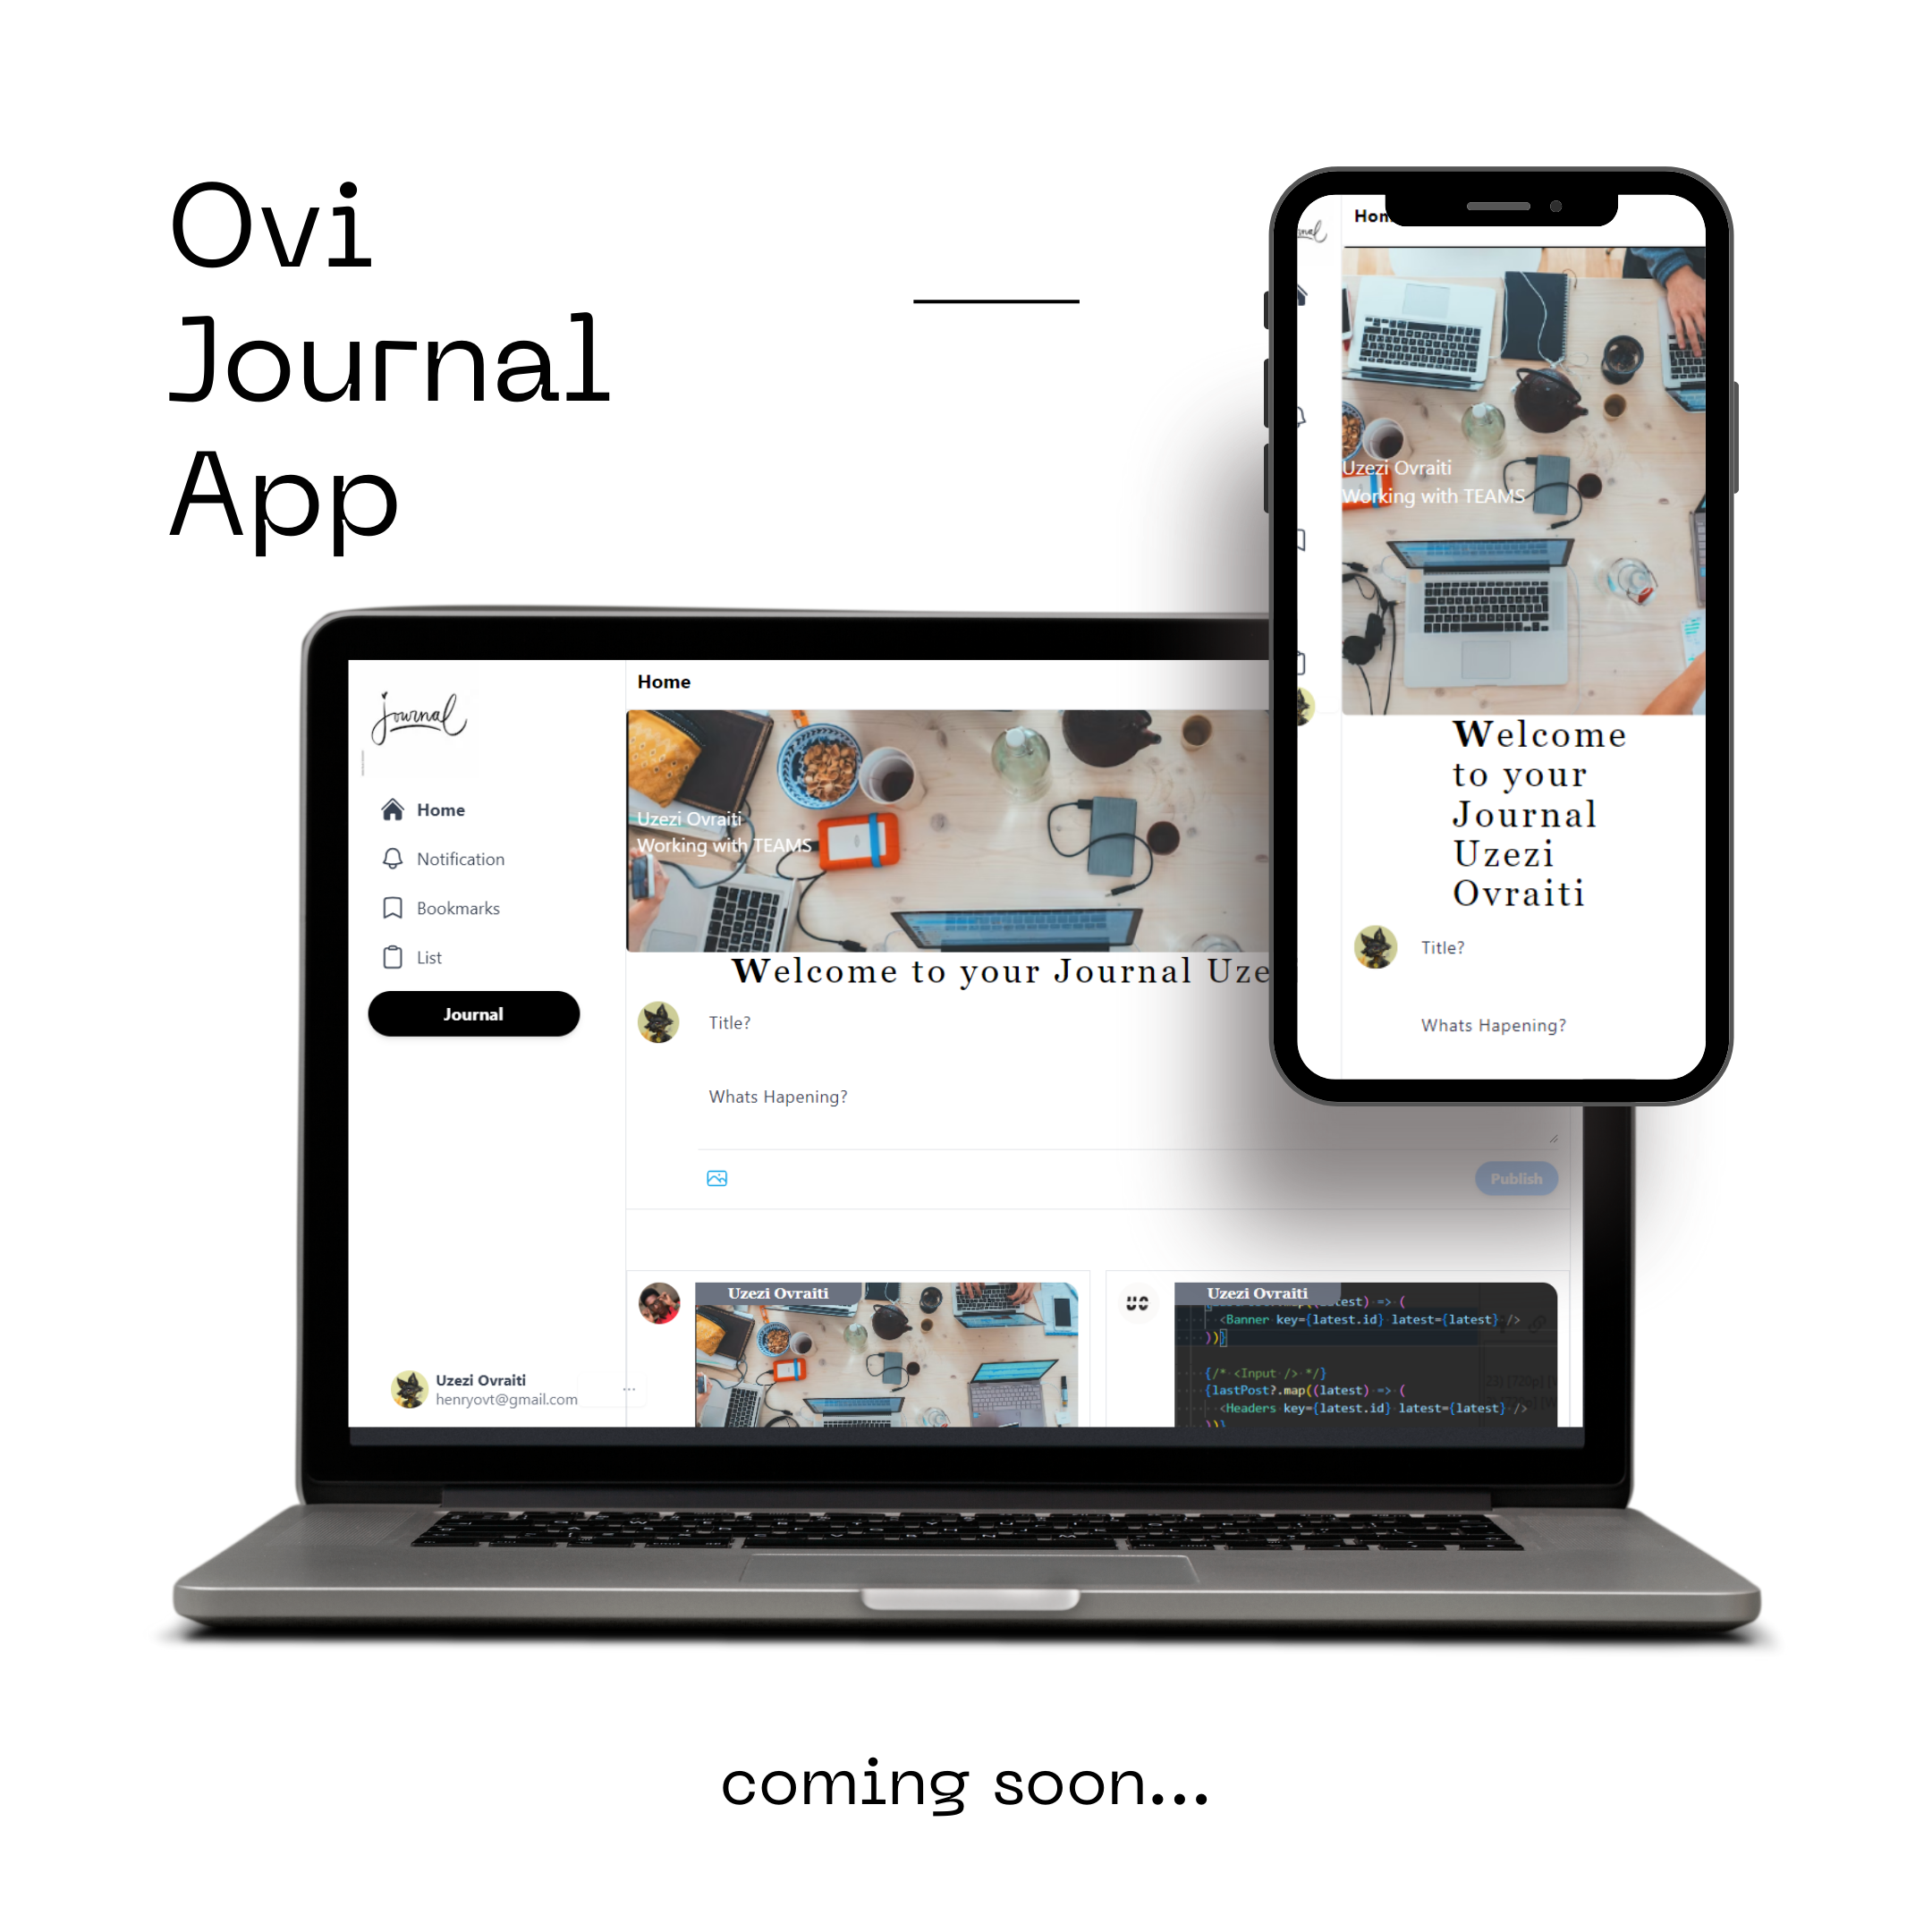 Ovi
Journal
App
journal
Home
Notification
Bookmarks
List
Journal
Uzezi Ovraiti
henryovt@gmail.com
Home
Uzezi Ovraiti
Working with TEAMS
Welcome to your Journal Uze
Title?
Whats Hapening?
Publish
Uzezi Ovraiti
Uzezi Ovraiti
latest) => (
<Banner key={latest.id} latest={latest} />
))}
{/* <Input /> */}
{lastPost?.map((latest) => (
<Headers key={latest.id} latest={latest} />
))}
Hom
Uzezi Ovraiti
Working with TEAMS
Welcome
to your
Journal
Uzezi
Ovraiti
Title?
Whats Hapening?
coming soon...